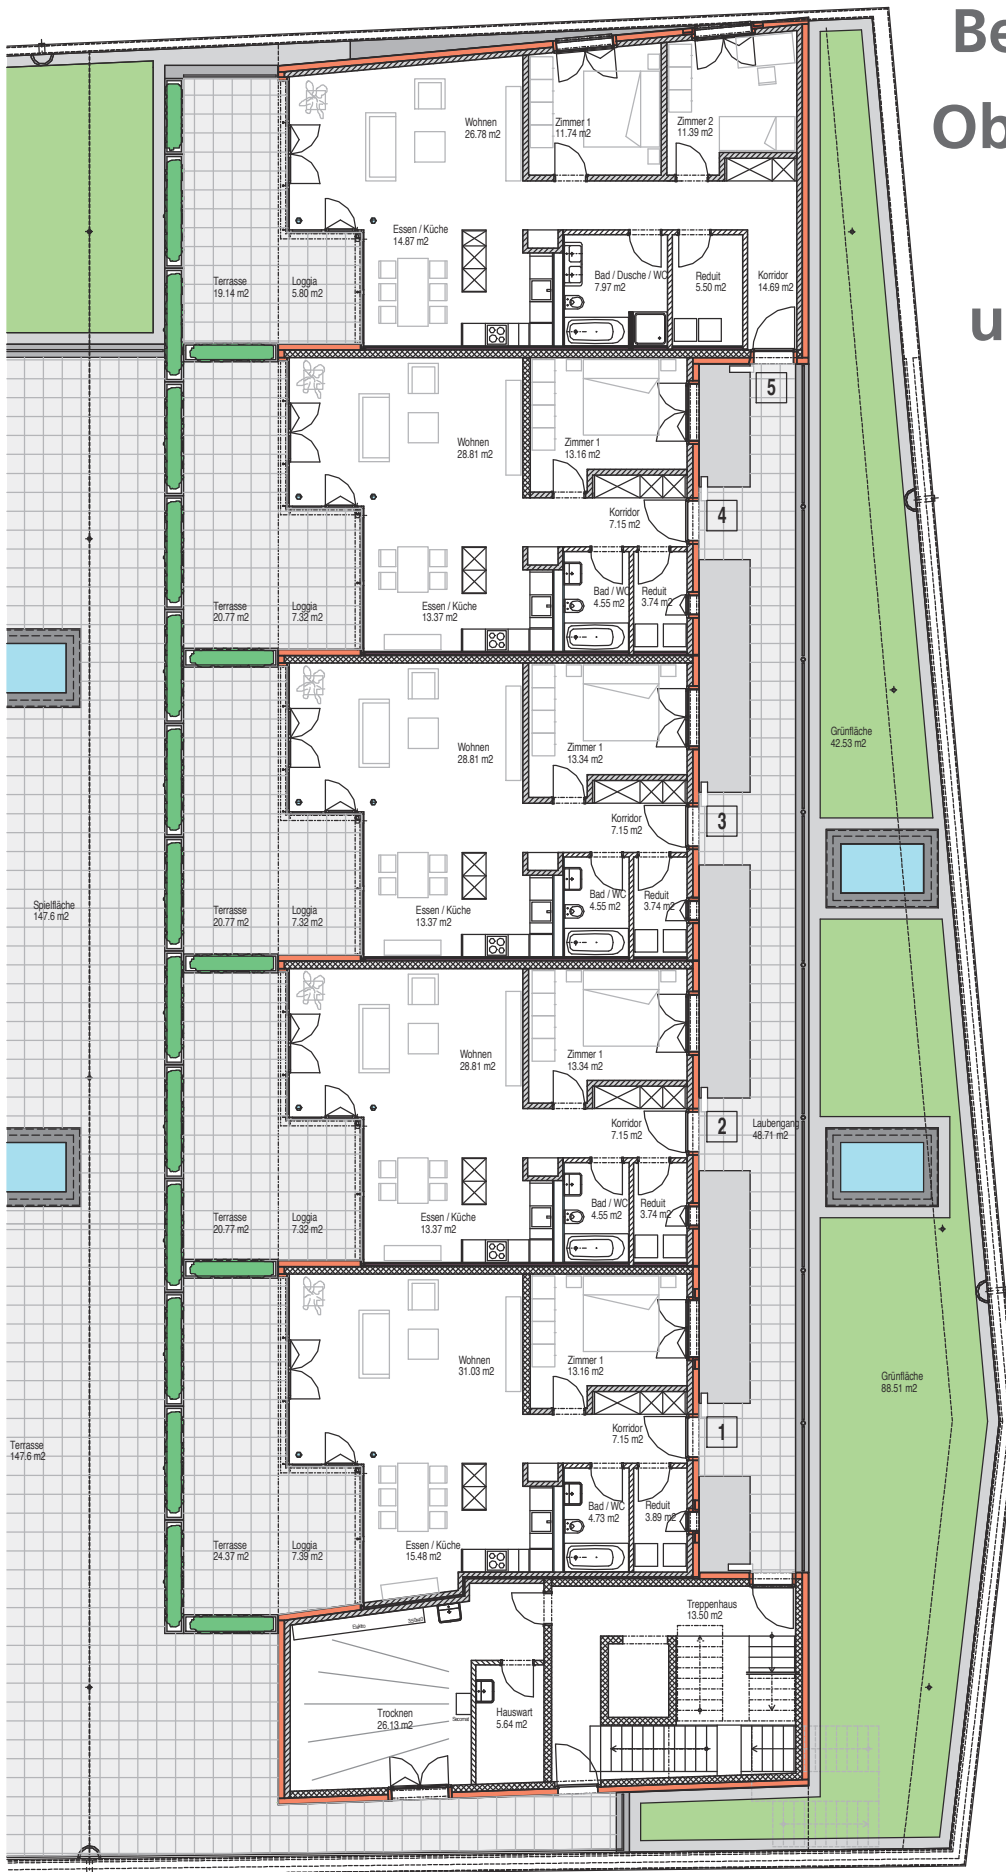 Be
Ob
u
Wohnen
26.78 m2
Zimmer 1
11.74 m2
Zimmer 2
11.39 m2
Essen / Küche
14.87 m2
Terrasse
19.14 m2
Loggia
5.80 m2
Bad / Dusche / WC
7.97 m2
Reduit
5.50 m2
Korridor
14.69 m2
5
Wohnen
28.81 m2
Zimmer 1
13.16 m2
Korridor
7.15 m2
4
Terrasse
20.77 m2
Loggia
7.32 m2
Essen / Küche
13.37 m2
Bad / WC
4.55 m2
Reduit
3.74 m2
Wohnen
28.81 m2
Zimmer 1
13.34 m2
Grünfläche
42.53 m2
Korridor
7.15 m2
3
Spielfläche
147.6 m2
Terrasse
20.77 m2
Loggia
7.32 m2
Essen / Küche
13.37 m2
Bad / WC
4.55 m2
Reduit
3.74 m2
Wohnen
28.81 m2
Zimmer 1
13.34 m2
Korridor
7.15 m2
2
Laubengang
48.71 m2
Terrasse
20.77 m2
Loggia
7.32 m2
Essen / Küche
13.37 m2
Bad / WC
4.55 m2
Reduit
3.74 m2
Wohnen
31.03 m2
Zimmer 1
13.16 m2
Grünfläche
88.51 m2
Korridor
7.15 m2
1
Terrasse
147.6 m2
Terrasse
24.37 m2
Loggia
7.39 m2
Essen / Küche
15.48 m2
Bad / WC
4.73 m2
Reduit
3.89 m2
Treppenhaus
13.50 m2
Trocknen
26.13 m2
Secomat
Hauswart
5.64 m2